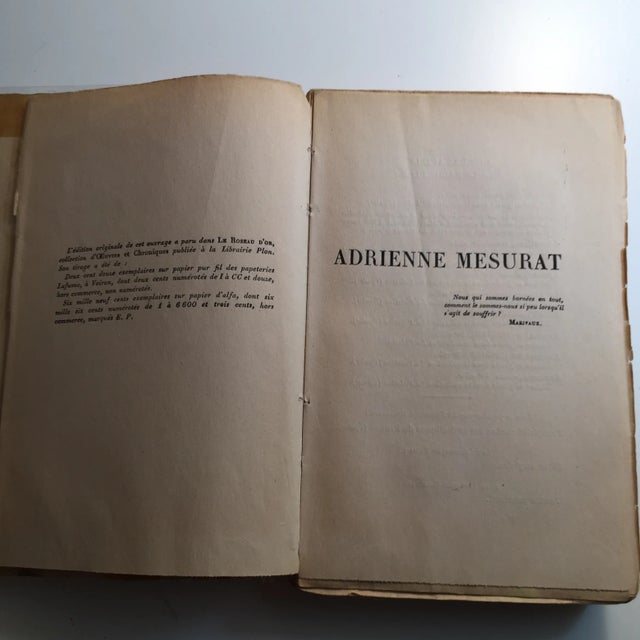 L'édition originale de cet ouvrage a paru dans LE ROSEAU D'OR,
collection d'Œuvres et Chroniques publiée à la Librairie Plon.
Son tirage a été de :
Deux cent douze exemplaires sur papier pur fil des papeteries
Lafuma, à Voiron, dont deux cents numérotés de I à CC et douze,
hors commerce, non numérotés.
Six mille neuf cents exemplaires sur papier d'alfa, dont six
mille six cents numérotés de 1 à 6 600 et trois cents, hors
commerce, marqués E. P.
ADRIENNE MESURAT
Nous qui sommes bornées en tout,
comment le sommes-nous si peu lorsqu'il
s'agit de souffrir ?
MARIVAUX.